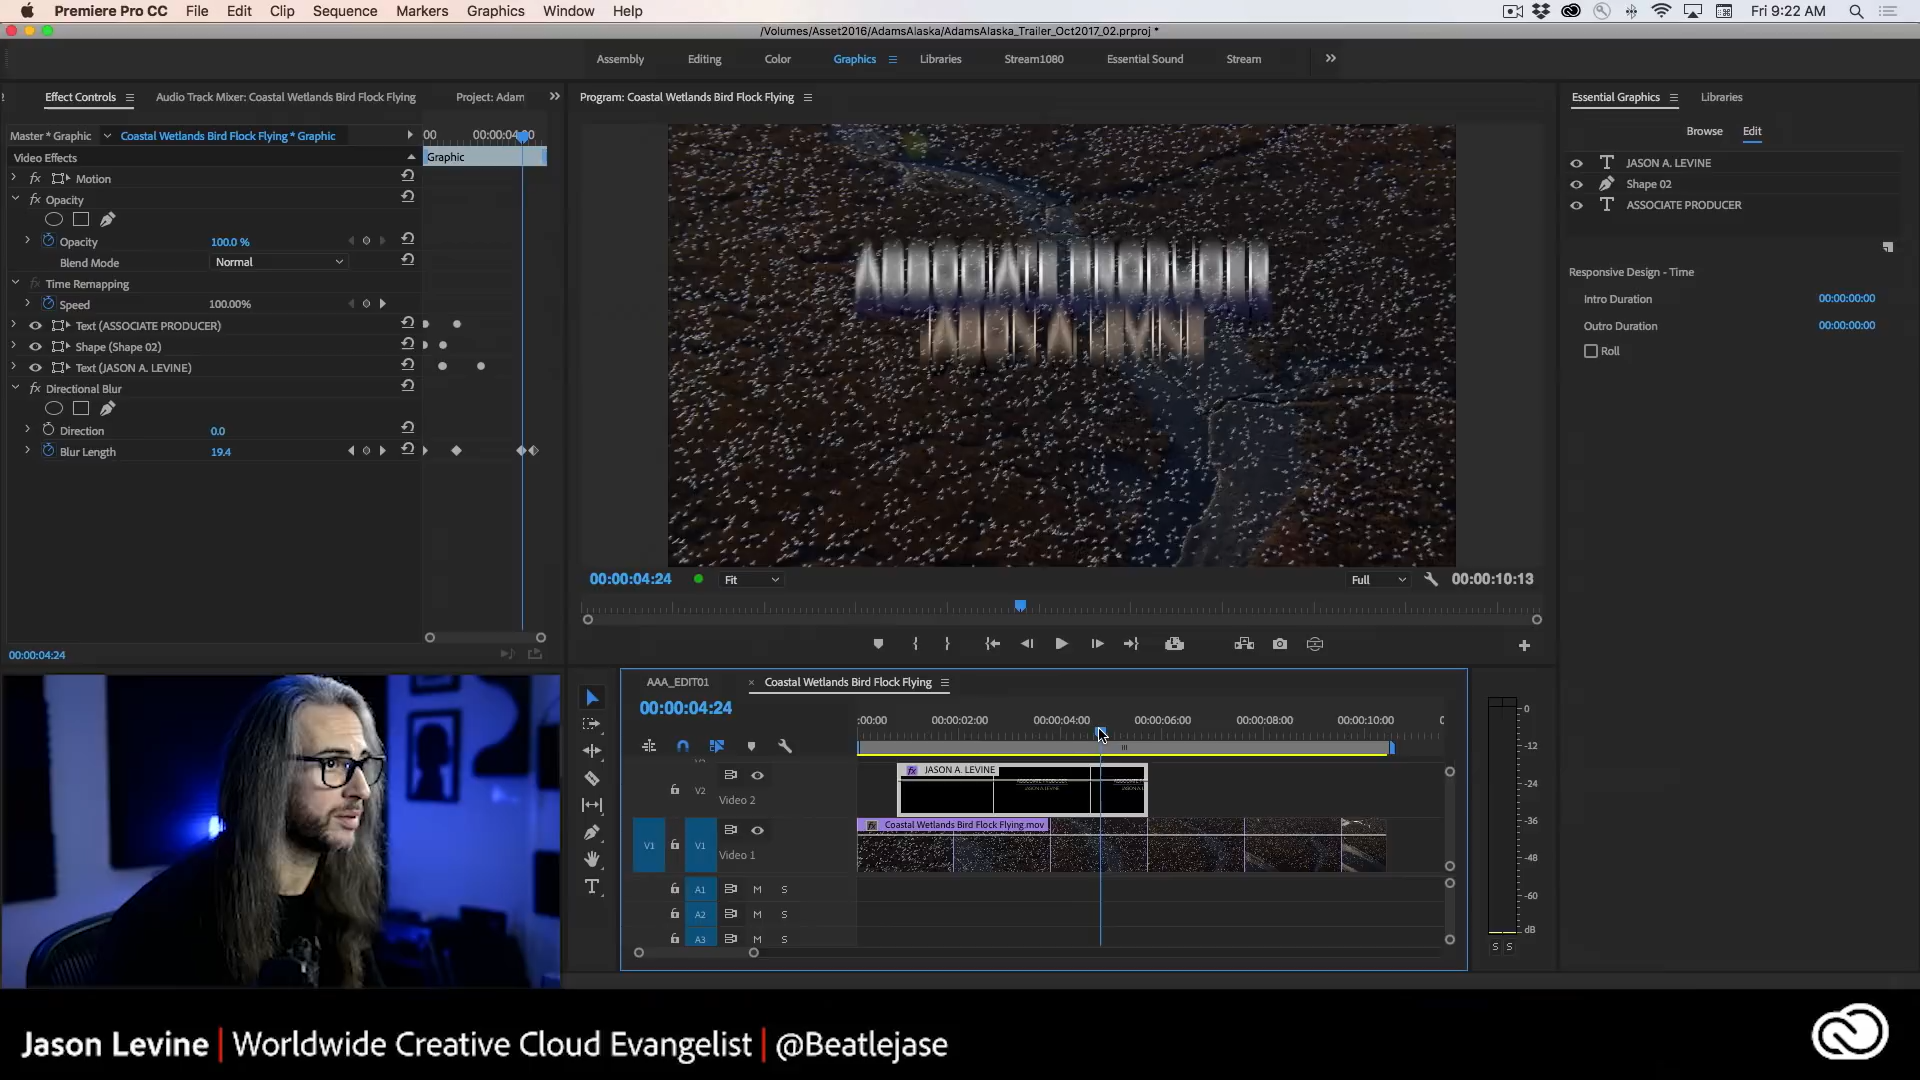 Premiere Pro CC File Edit Clip Sequence Markers Graphics Window Help Fri 9:22 AM
/Volumes/Asset2016/AdamsAlaska/AdamsAlaska_Trailer_Oct2017_02.prproj *
Assembly Editing Color Graphics Libraries Stream1080 Essential Sound Stream
Effect Controls Audio Track Mixer: Coastal Wetlands Bird Flock Flying Project: Adam
Program: Coastal Wetlands Bird Flock Flying
Essential Graphics Libraries
Browse Edit
Master * Graphic Coastal Wetlands Bird Flock Flying * Graphic
:00 00:00:04:00
Video Effects
Graphic
fx Motion
fx Opacity
Opacity 100.0 %
Blend Mode Normal
Time Remapping
Speed 100.00%
Text (ASSOCIATE PRODUCER)
Shape (Shape 02)
Text (JASON A. LEVINE)
fx Directional Blur
Direction 0.0
Blur Length 19.4
00:00:04:24
JASON A. LEVINE
Shape 02
ASSOCIATE PRODUCER
Responsive Design - Time
Intro Duration 00:00:00:00
Outro Duration 00:00:00:00
Roll
00:00:04:24 Fit Full 00:00:10:13
AAA_EDIT01 × Coastal Wetlands Bird Flock Flying
00:00:04:24
:00:00 00:00:02:00 00:00:04:00 00:00:06:00 00:00:08:00 00:00:10:00
V2 Video 2
fx JASON A. LEVINE
ASSOCIATE PRODUCER
JASON A. LEVINE
V1 V1 Video 1
fx Coastal Wetlands Bird Flock Flying.mov
A1 M S
A2 M S
A3 M S
0
-12
-24
-36
-48
-60
dB
S S
Jason Levine | Worldwide Creative Cloud Evangelist | @Beatlejase